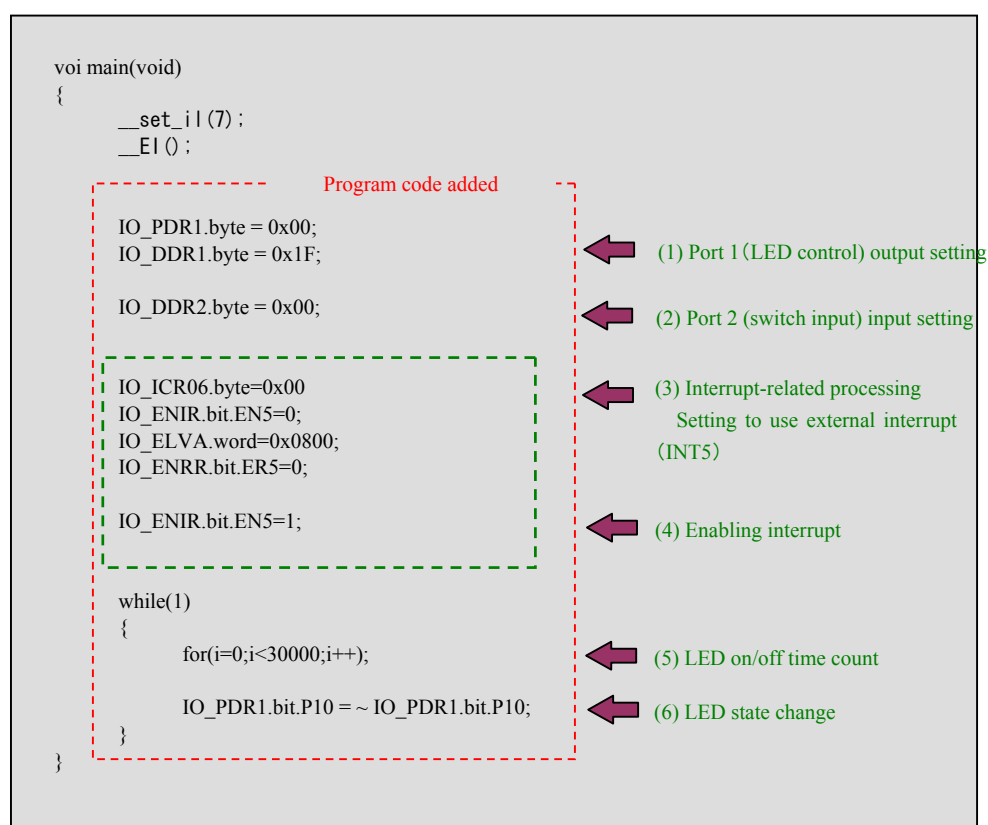 voi main(void)
{
__set_il(7);
__EI();
Program code added
IO_PDR1.byte = 0x00;
IO_DDR1.byte = 0x1F;
(1) Port 1(LED control) output setting
IO_DDR2.byte = 0x00;
(2) Port 2 (switch input) input setting
IO_ICR06.byte=0x00
IO_ENIR.bit.EN5=0;
IO_ELVA.word=0x0800;
IO_ENRR.bit.ER5=0;
(3) Interrupt-related processing
Setting to use external interrupt
(INT5)
IO_ENIR.bit.EN5=1;
(4) Enabling interrupt
while(1)
{
for(i=0;i<30000;i++);
(5) LED on/off time count
IO_PDR1.bit.P10 = ~ IO_PDR1.bit.P10;
(6) LED state change
}
}